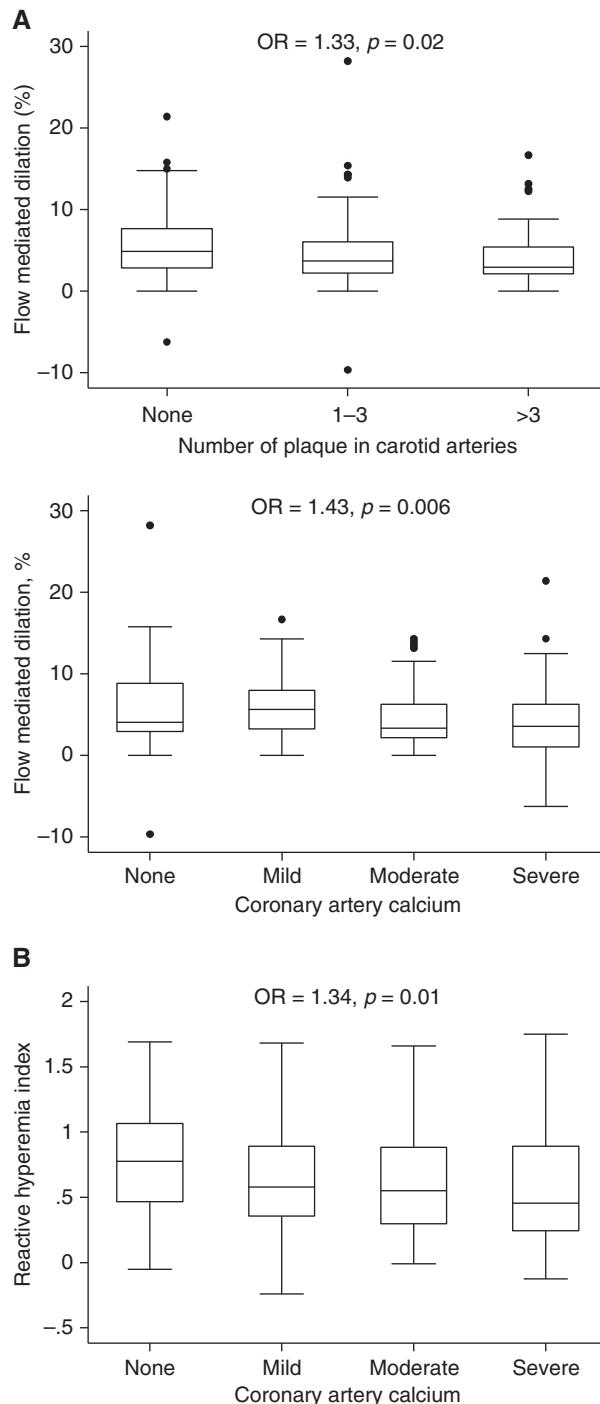 A
OR = 1.33, p = 0.02
Flow mediated dilation (%)
30
20
10
0
−10
None 1–3 >3
Number of plaque in carotid arteries
OR = 1.43, p = 0.006
Flow mediated dilation, %
30
20
10
0
−10
None Mild Moderate Severe
Coronary artery calcium
B
OR = 1.34, p = 0.01
Reactive hyperemia index
2
1.5
1
.5
0
−.5
None Mild Moderate Severe
Coronary artery calcium